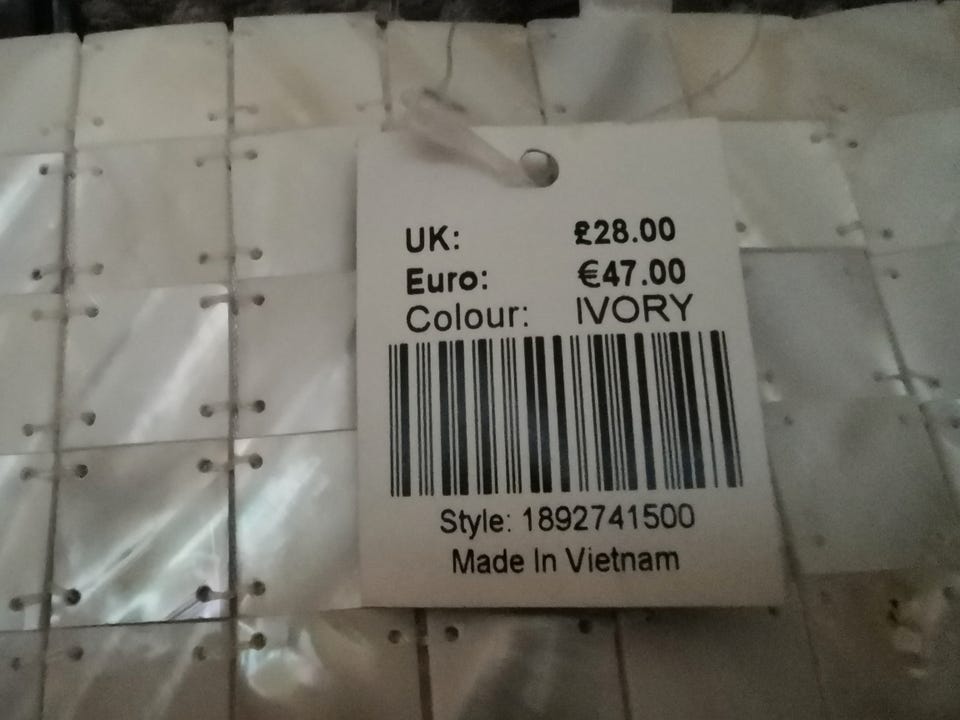 UK: £28.00
Euro: €47.00
Colour: IVORY
Style: 1892741500
Made In Vietnam